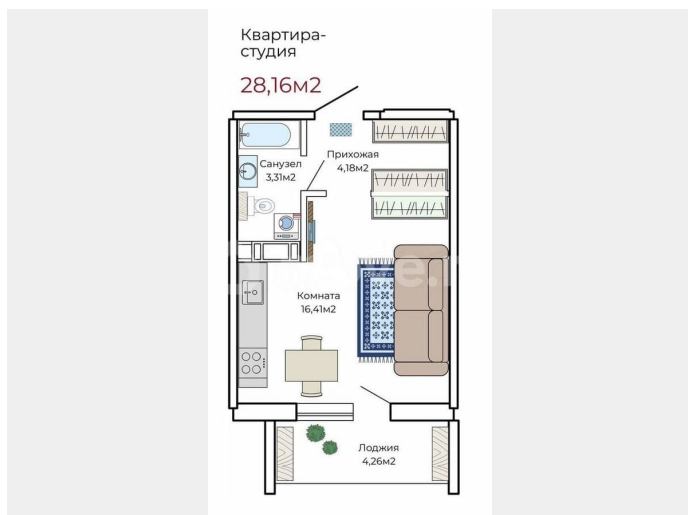 Квартира-
студия
28,16м2
Прихожая
4,18м2
Санузел
3,31м2
Комната
16,41м2
Лоджия
4,26м2